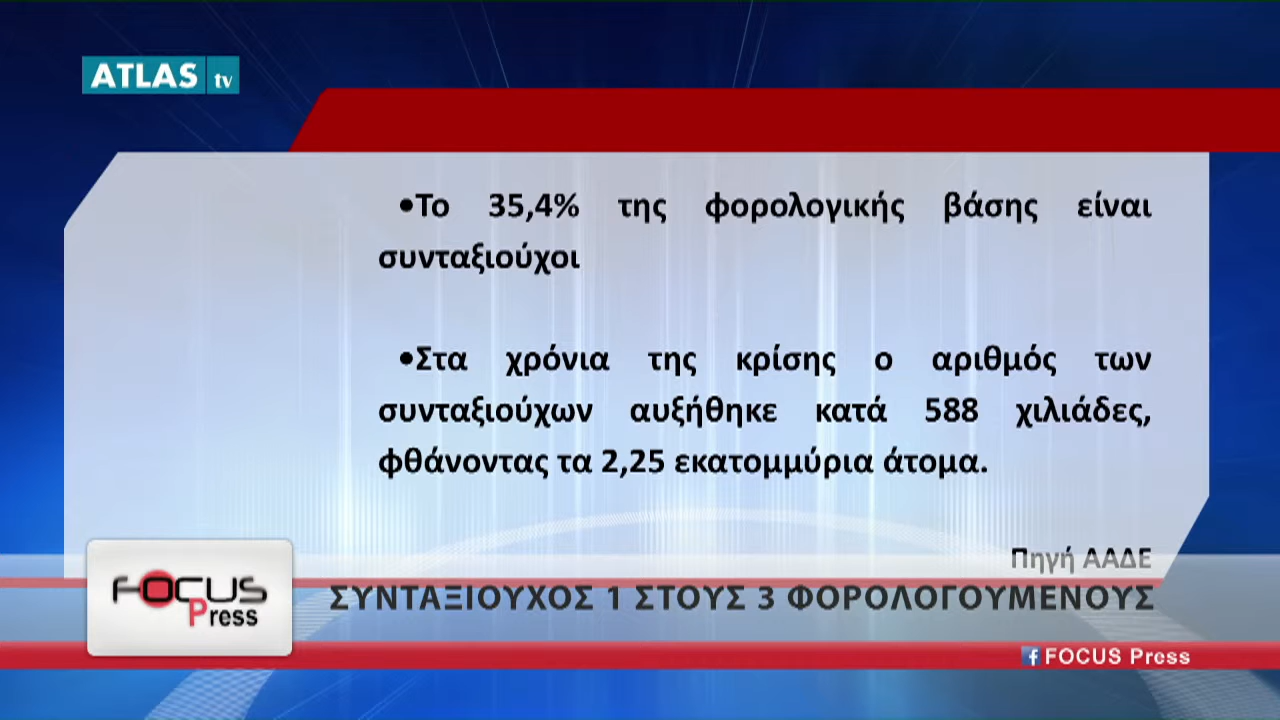 ATLAS tv
•Το 35,4% της φορολογικής βάσης είναι
συνταξιούχοι
•Στα χρόνια της κρίσης ο αριθμός των
συνταξιούχων αυξήθηκε κατά 588 χιλιάδες,
φθάνοντας τα 2,25 εκατομμύρια άτομα.
Πηγή ΑΑΔΕ
FOCUS
Press
ΣΥΝΤΑΞΙΟΥΧΟΣ 1 ΣΤΟΥΣ 3 ΦΟΡΟΛΟΓΟΥΜΕΝΟΥΣ
f FOCUS Press